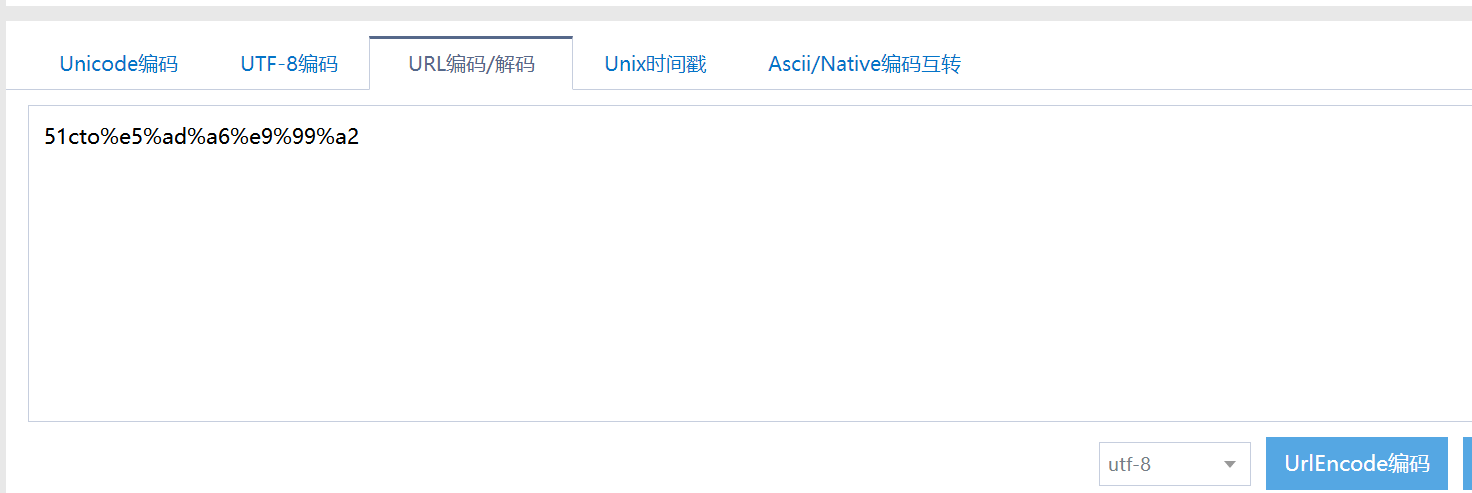 Unicode编码 UTF-8编码 URL编码/解码 Unix时间戳 Ascii/Native编码互转
51cto%e5%ad%a6%e9%99%a2
utf-8 UrlEncode编码